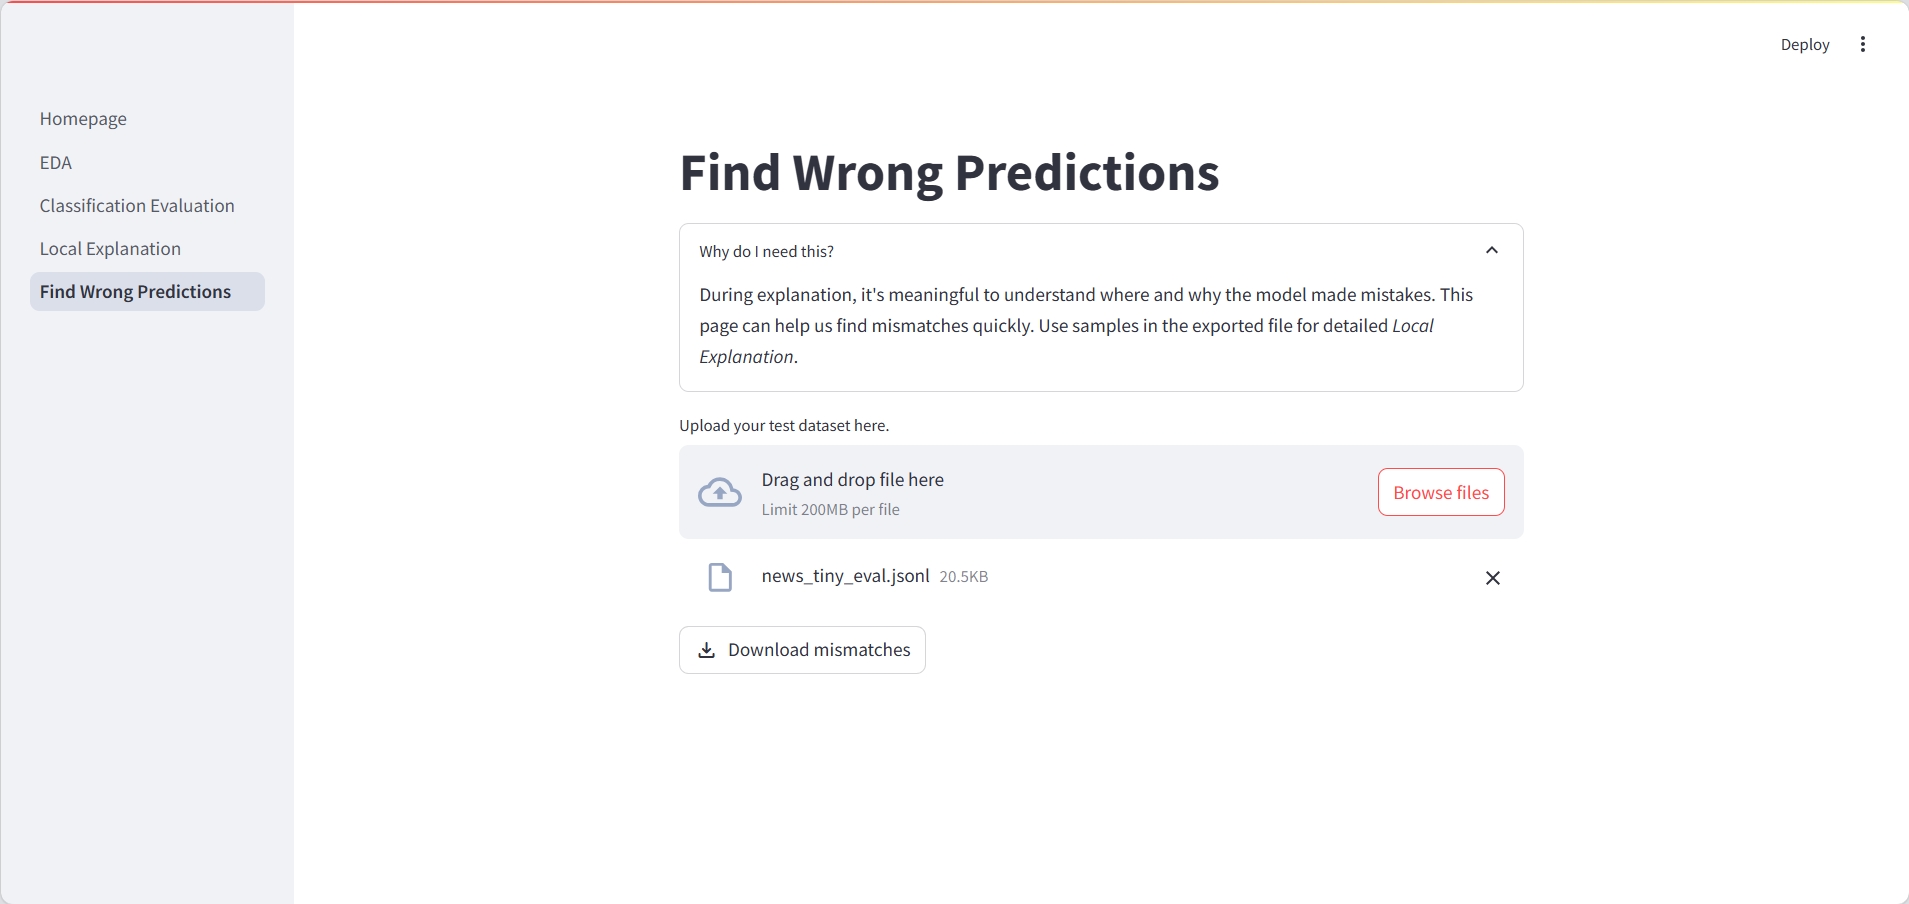 Deploy
Homepage
EDA
Classification Evaluation
Local Explanation
Find Wrong Predictions
Find Wrong Predictions
Why do I need this?
During explanation, it's meaningful to understand where and why the model made mistakes. This
page can help us find mismatches quickly. Use samples in the exported file for detailed Local
Explanation.
Upload your test dataset here.
Drag and drop file here
Limit 200MB per file
Browse files
news_tiny_eval.jsonl 20.5KB
Download mismatches